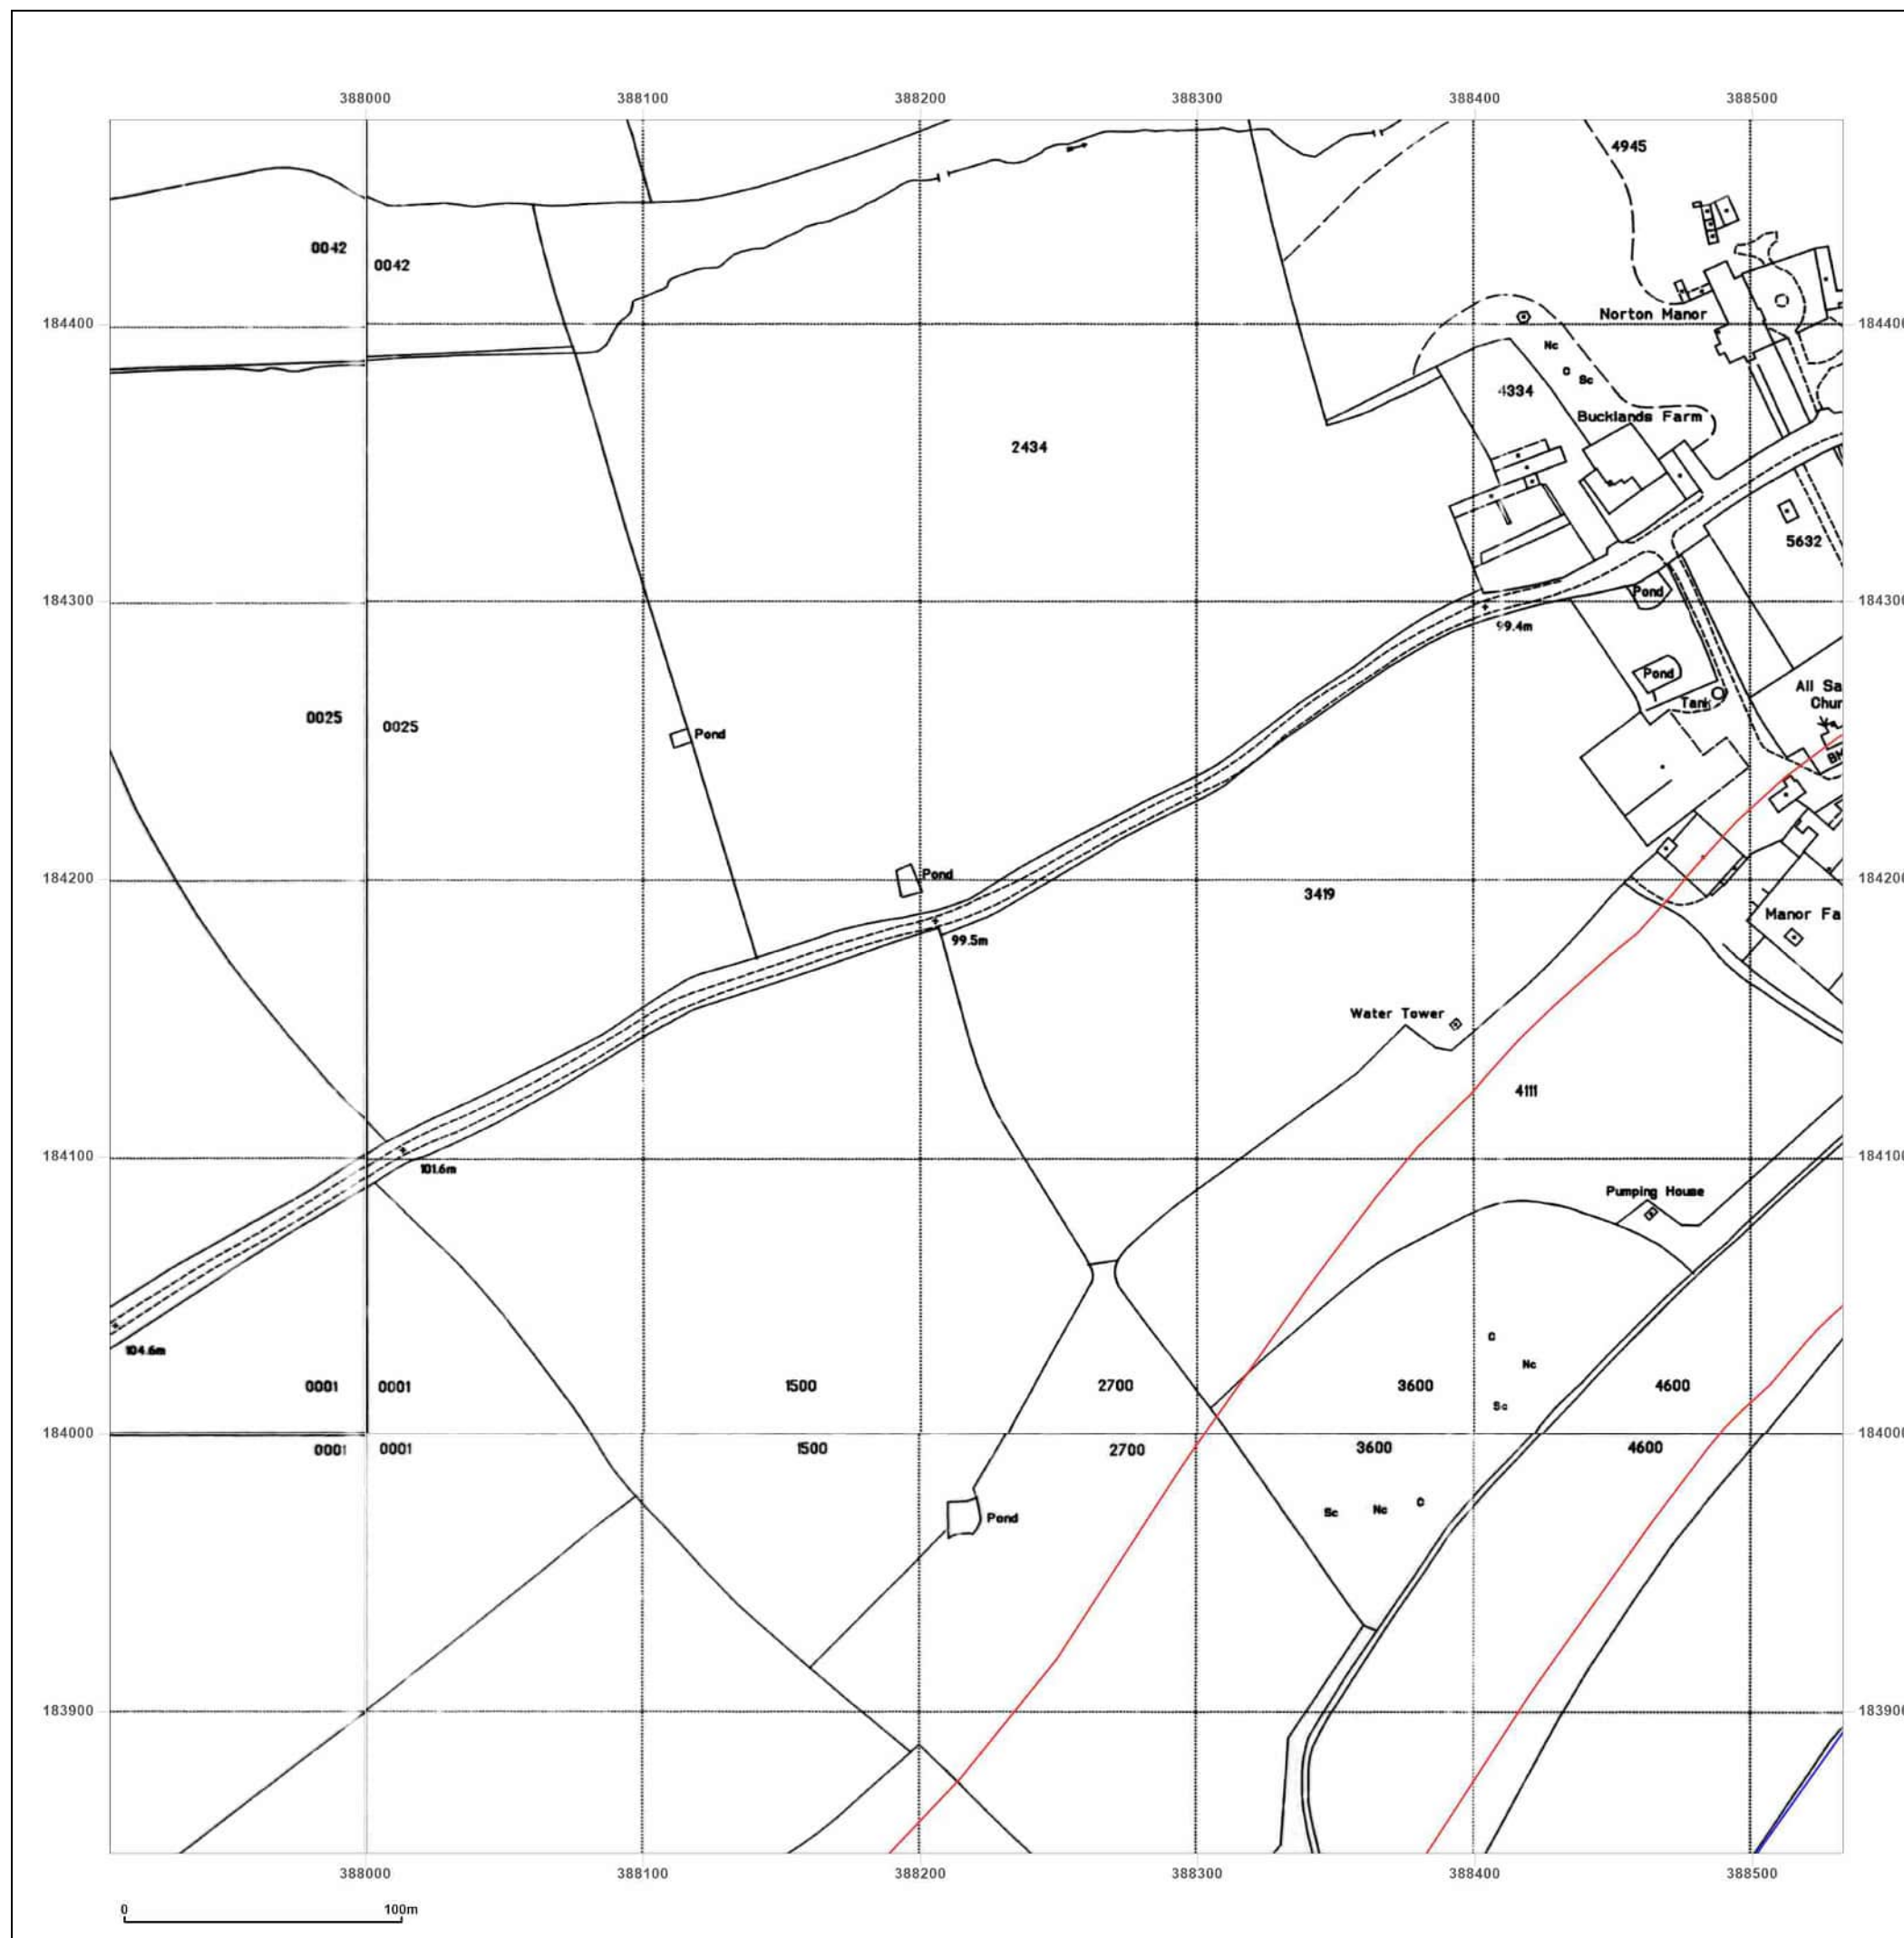 388000 388100 388200 388300 388400 388500
4945
0042
0042
Norton Manor
184400
Nc
C
Sc
4334
Bucklands Farm
2434
5632
Pond
184300
99.4m
Pond
Tank
All Sa
Chur
0025 0025
Pond
BM
Pond
184200
3419
Manor Fa
99.5m
Water Tower
4111
184100 184100
101.6m
Pumping House
C
104.6m
Nc
0001 0001 1500 2700 3600 4600
Sc
184000 184000
0001 0001 1500 2700 3600 4600
Sc Nc C
Pond
183900
388000 388100 388200 388300 388400 388500
0 100m